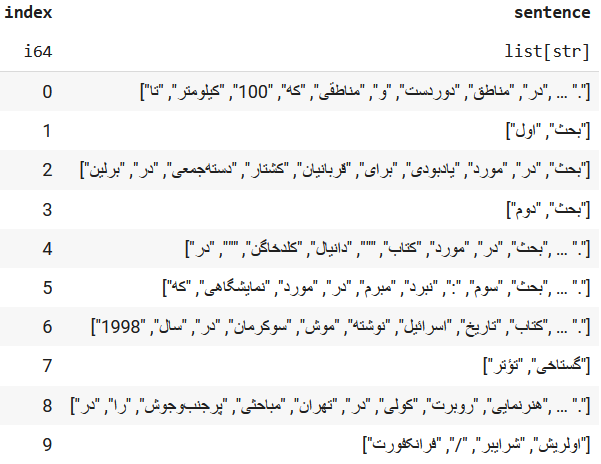 index sentence
i64 list[str]
0 ["در", "مناطق", "دوردست", "و", "مناطقی", "که", "100", "کیلومتر", "تا", … "."]
1 ["بحث", "اول"]
2 ["بحث", "در", "مورد", "یادبودی", "برای", "قربانیان", "کشتار", "دسته‌جمعی", "در", "برلین"]
3 ["بحث", "دوم"]
4 ["بحث", "در", "مورد", "کتاب", """, "دانیال", "کلدخاگن", """, "در", … "."]
5 ["بحث", "سوم", ":", "نبرد", "مبرم", "در", "مورد", "نمایشگاهی", "که", … "."]
6 ["کتاب", "تاریخ", "اسرائیل", "نوشته", "موش", "سوکرمان", "در", "سال", "1998", … "."]
7 ["گستاخی", "تؤتر"]
8 ["هنرنمایی", "روبرت", "کولی", "در", "تهران", "مباحثی", "پرجنب‌وجوش", "را", "در", … "."]
9 ["اولریش", "شرایبر", "/", "فرانکفورت"]